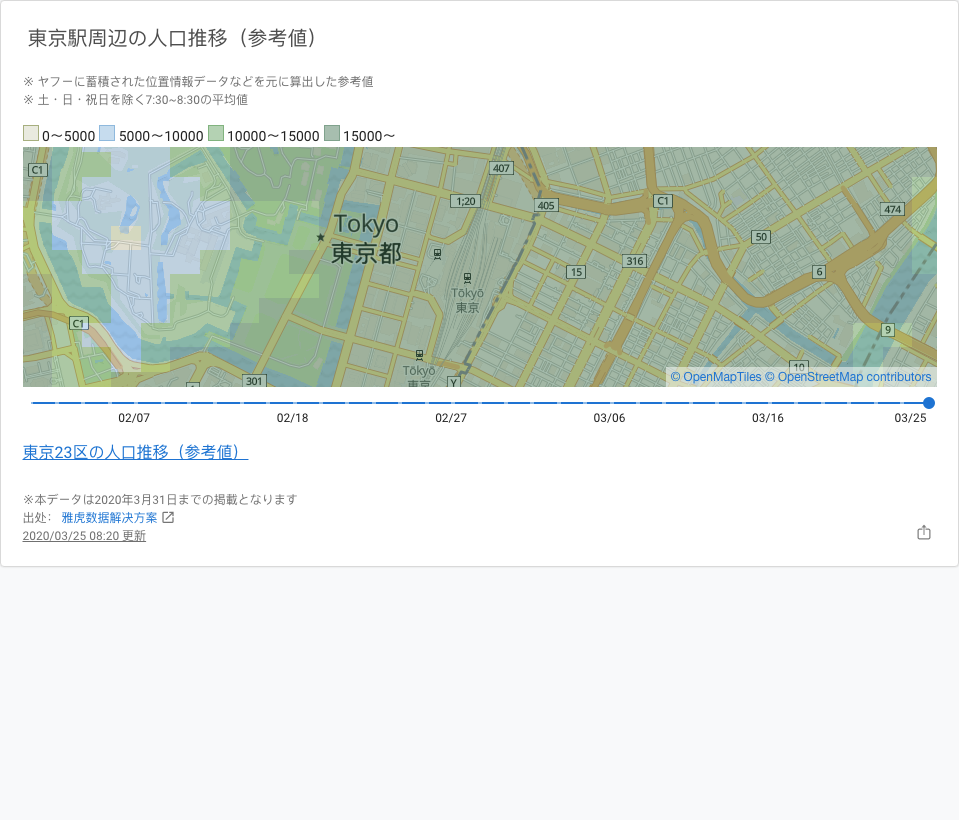 東京駅周辺の人口推移（参考値）
※ ヤフーに蓄積された位置情報データなどを元に算出した参考値
※ 土・日・祝日を除く7:30~8:30の平均値
0〜5000 5000〜10000 10000〜15000 15000〜
C1
407
1;20
405
C1
474
Tokyo
東京都
50
316
15
6
Tōkyō
東京
C1
9
Tōkyō
東京
10
301
Y
© OpenMapTiles © OpenStreetMap contributors
02/07 02/18 02/27 03/06 03/16 03/25
東京23区の人口推移（参考値）
※本データは2020年3月31日までの掲載となります
出处： 雅虎数据解决方案
2020/03/25 08:20 更新